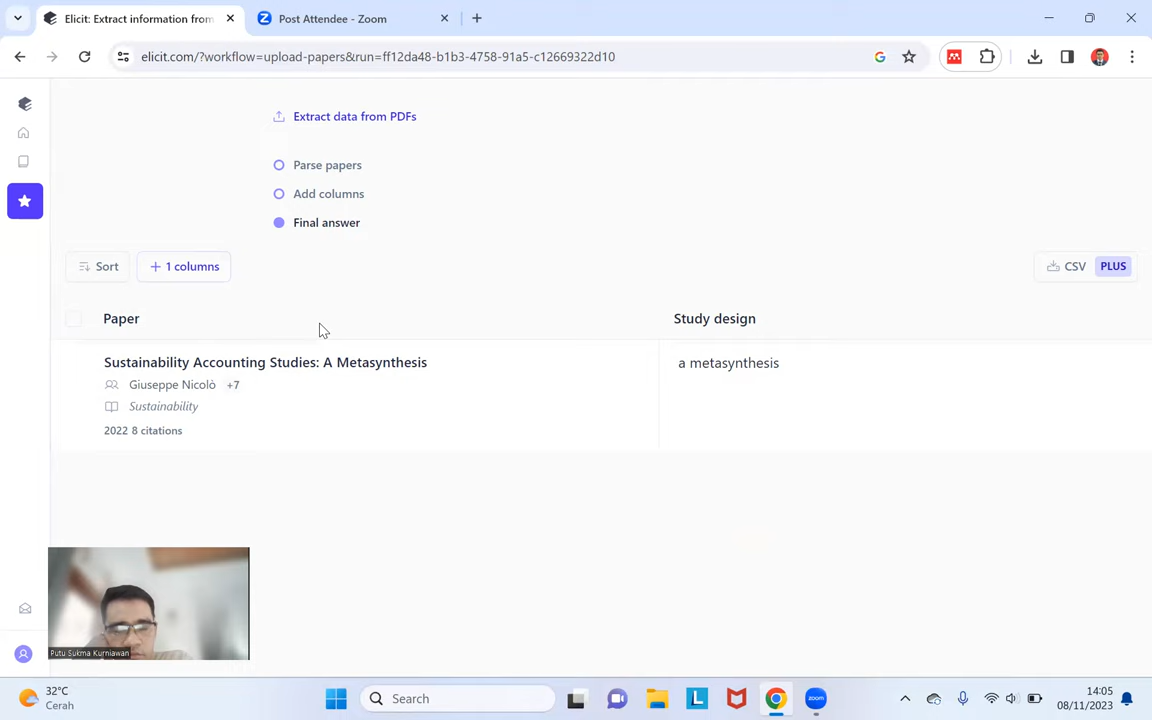 Elicit: Extract information from
Post Attendee - Zoom
elicit.com/?workflow=upload-papers&run=ff12da48-b1b3-4758-91a5-c12669322d10
Extract data from PDFs
Parse papers
Add columns
Final answer
Sort
1 columns
CSV
PLUS
Paper
Study design
Sustainability Accounting Studies: A Metasynthesis
a metasynthesis
Giuseppe Nicolò +7
Sustainability
2022 8 citations
Putu Sukma Kurniawan
32°C
Cerah
Search
L
zoom
14:05
08/11/2023